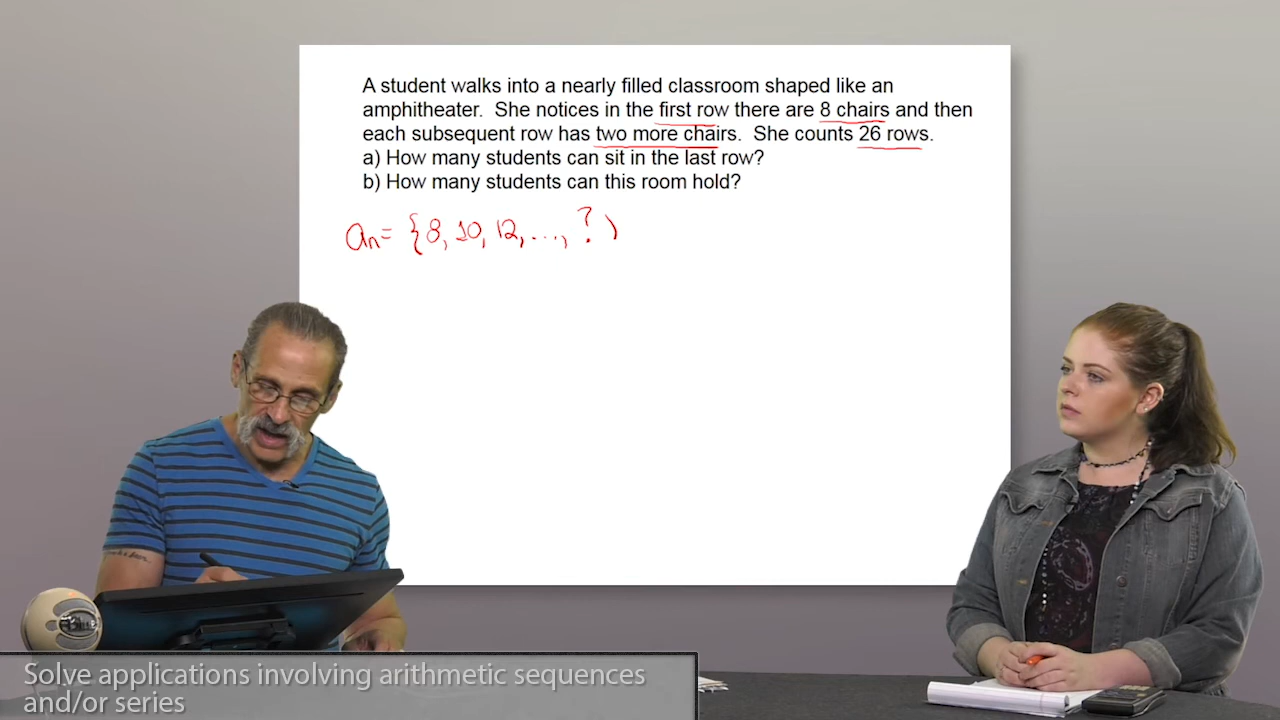 A student walks into a nearly filled classroom shaped like an
amphitheater. She notices in the first row there are 8 chairs and then
each subsequent row has two more chairs. She counts 26 rows.
a) How many students can sit in the last row?
b) How many students can this room hold?
aₙ= {8, 10, 12, ..., ? )
Blue
Solve applications involving arithmetic sequences
and/or series